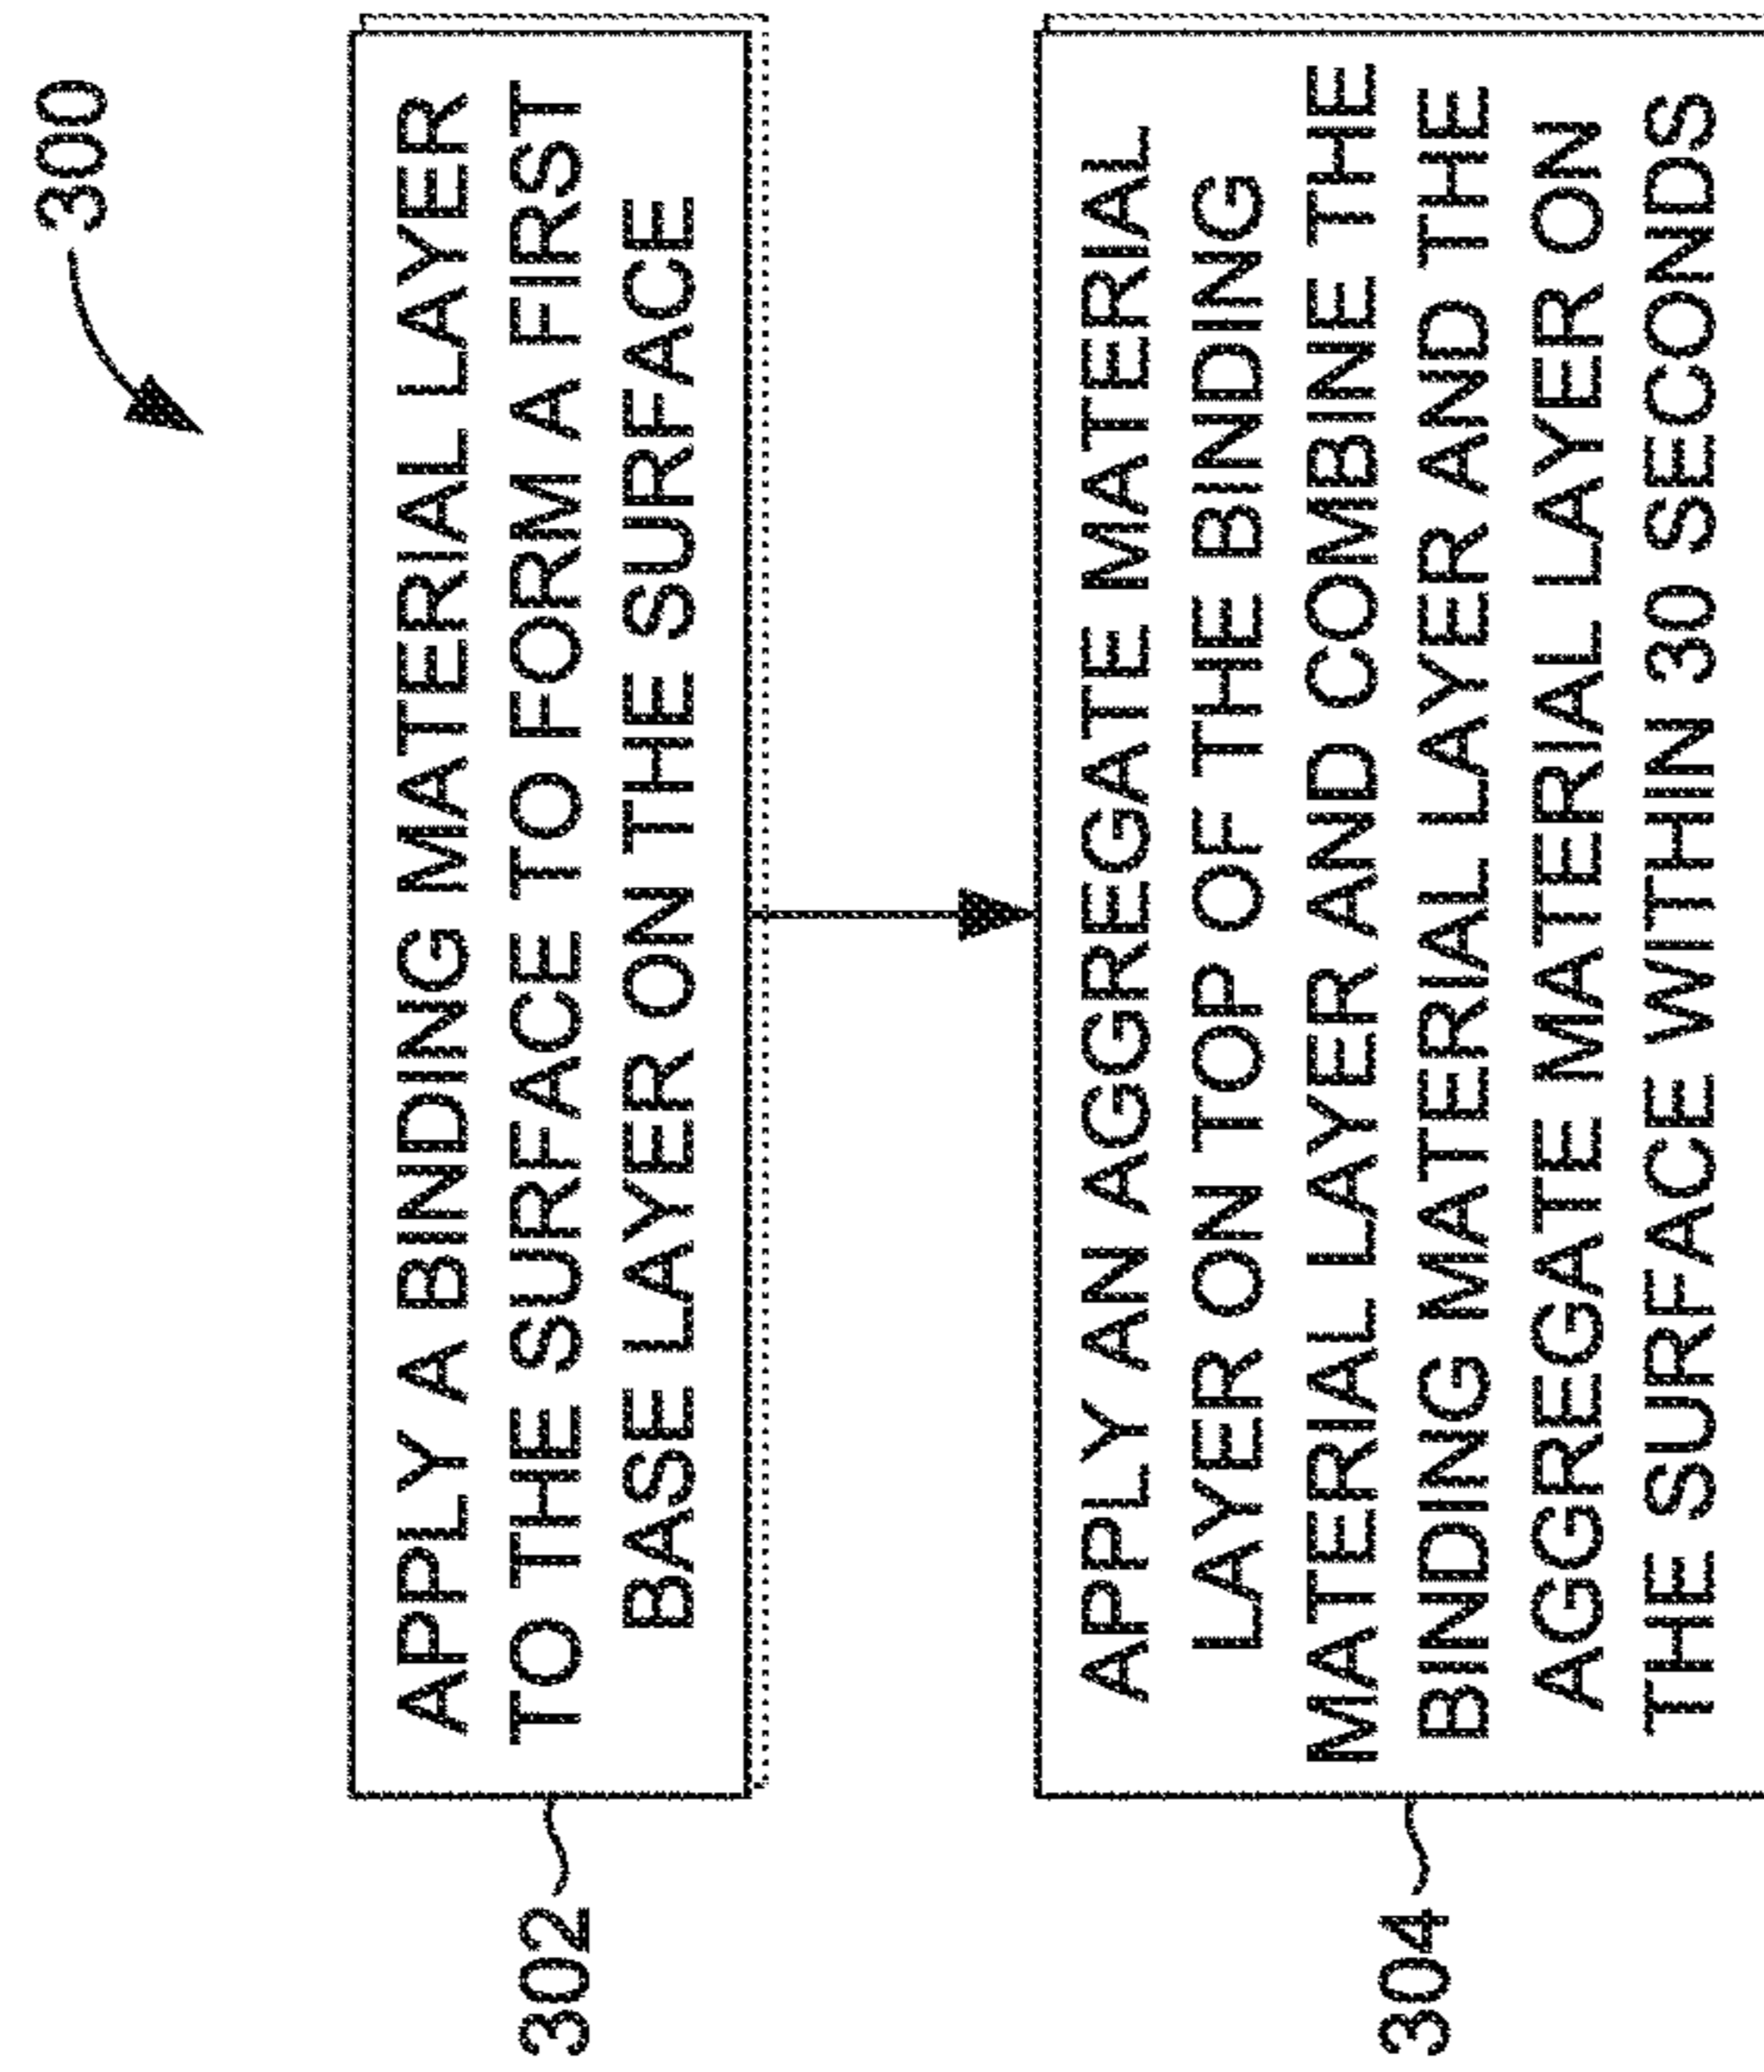 300
302
APPLY A BINDING MATERIAL LAYER
TO THE SURFACE TO FORM A FIRST
BASE LAYER ON THE SURFACE
304
APPLY AN AGGREGATE MATERIAL
LAYER ON TOP OF THE BINDING
MATERIAL LAYER AND COMBINE THE
BINDING MATERIAL LAYER AND THE
AGGREGATE MATERIAL LAYER ON
THE SURFACE WITHIN 30 SECONDS